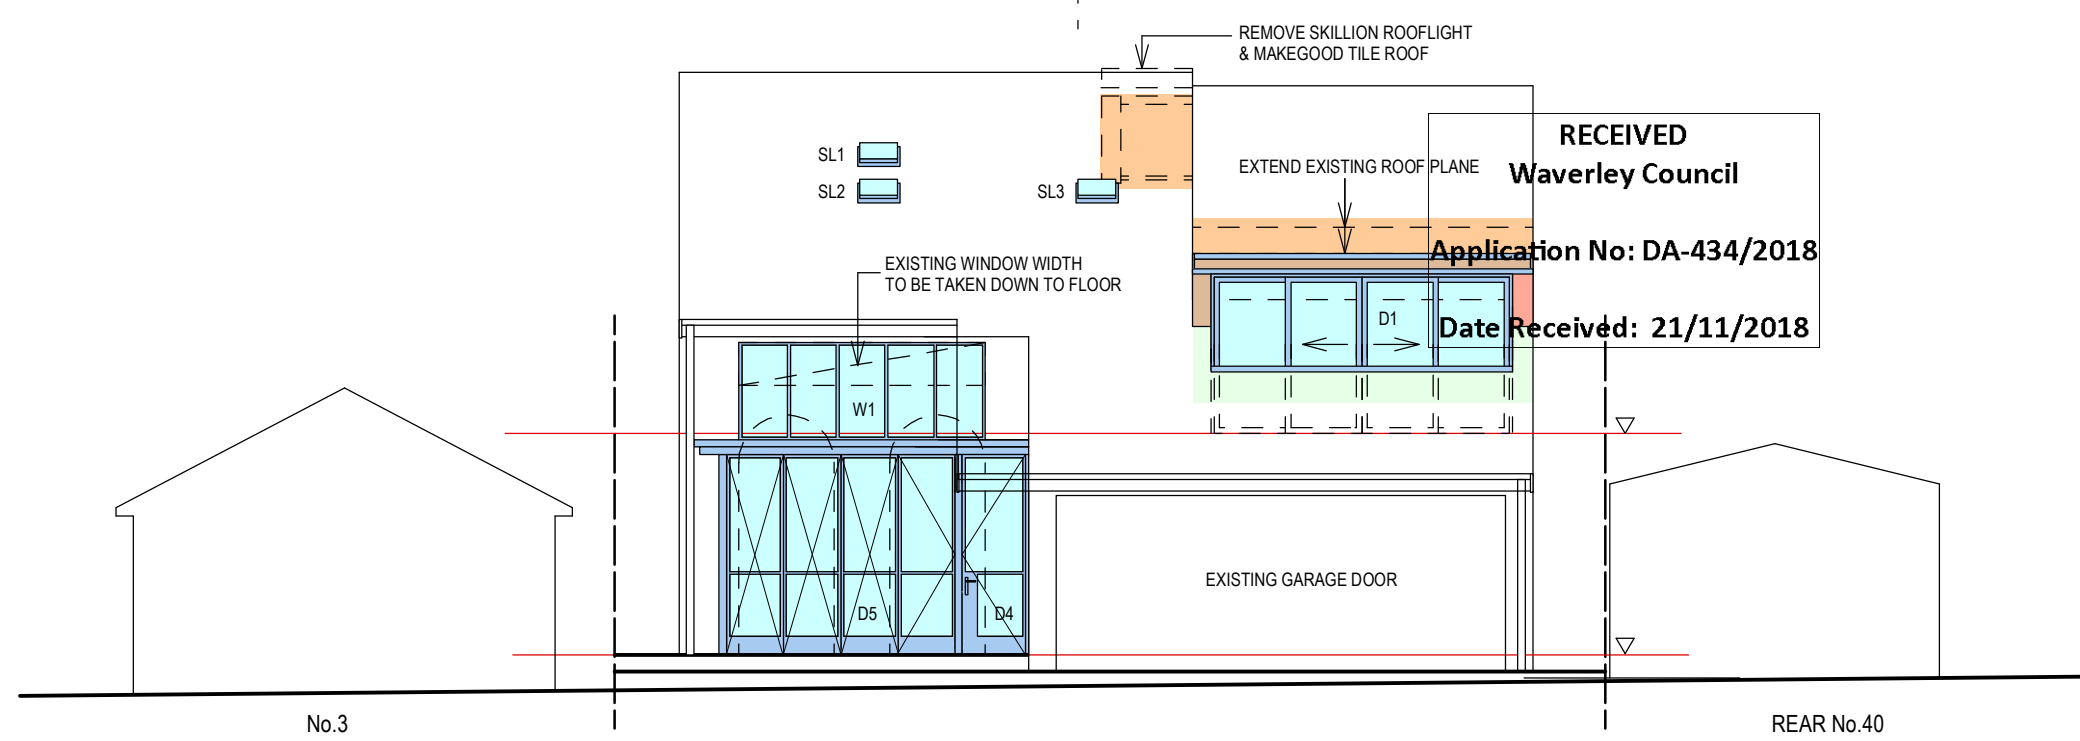 REMOVE SKILLION ROOFLIGHT
& MAKEGOOD TILE ROOF
RECEIVED
Waverley Council
Application No: DA-434/2018
Date Received: 21/11/2018
SL1
SL2
SL3
EXTEND EXISTING ROOF PLANE
EXISTING WINDOW WIDTH
TO BE TAKEN DOWN TO FLOOR
D1
W1
EXISTING GARAGE DOOR
D5
D4
No.3
REAR No.40